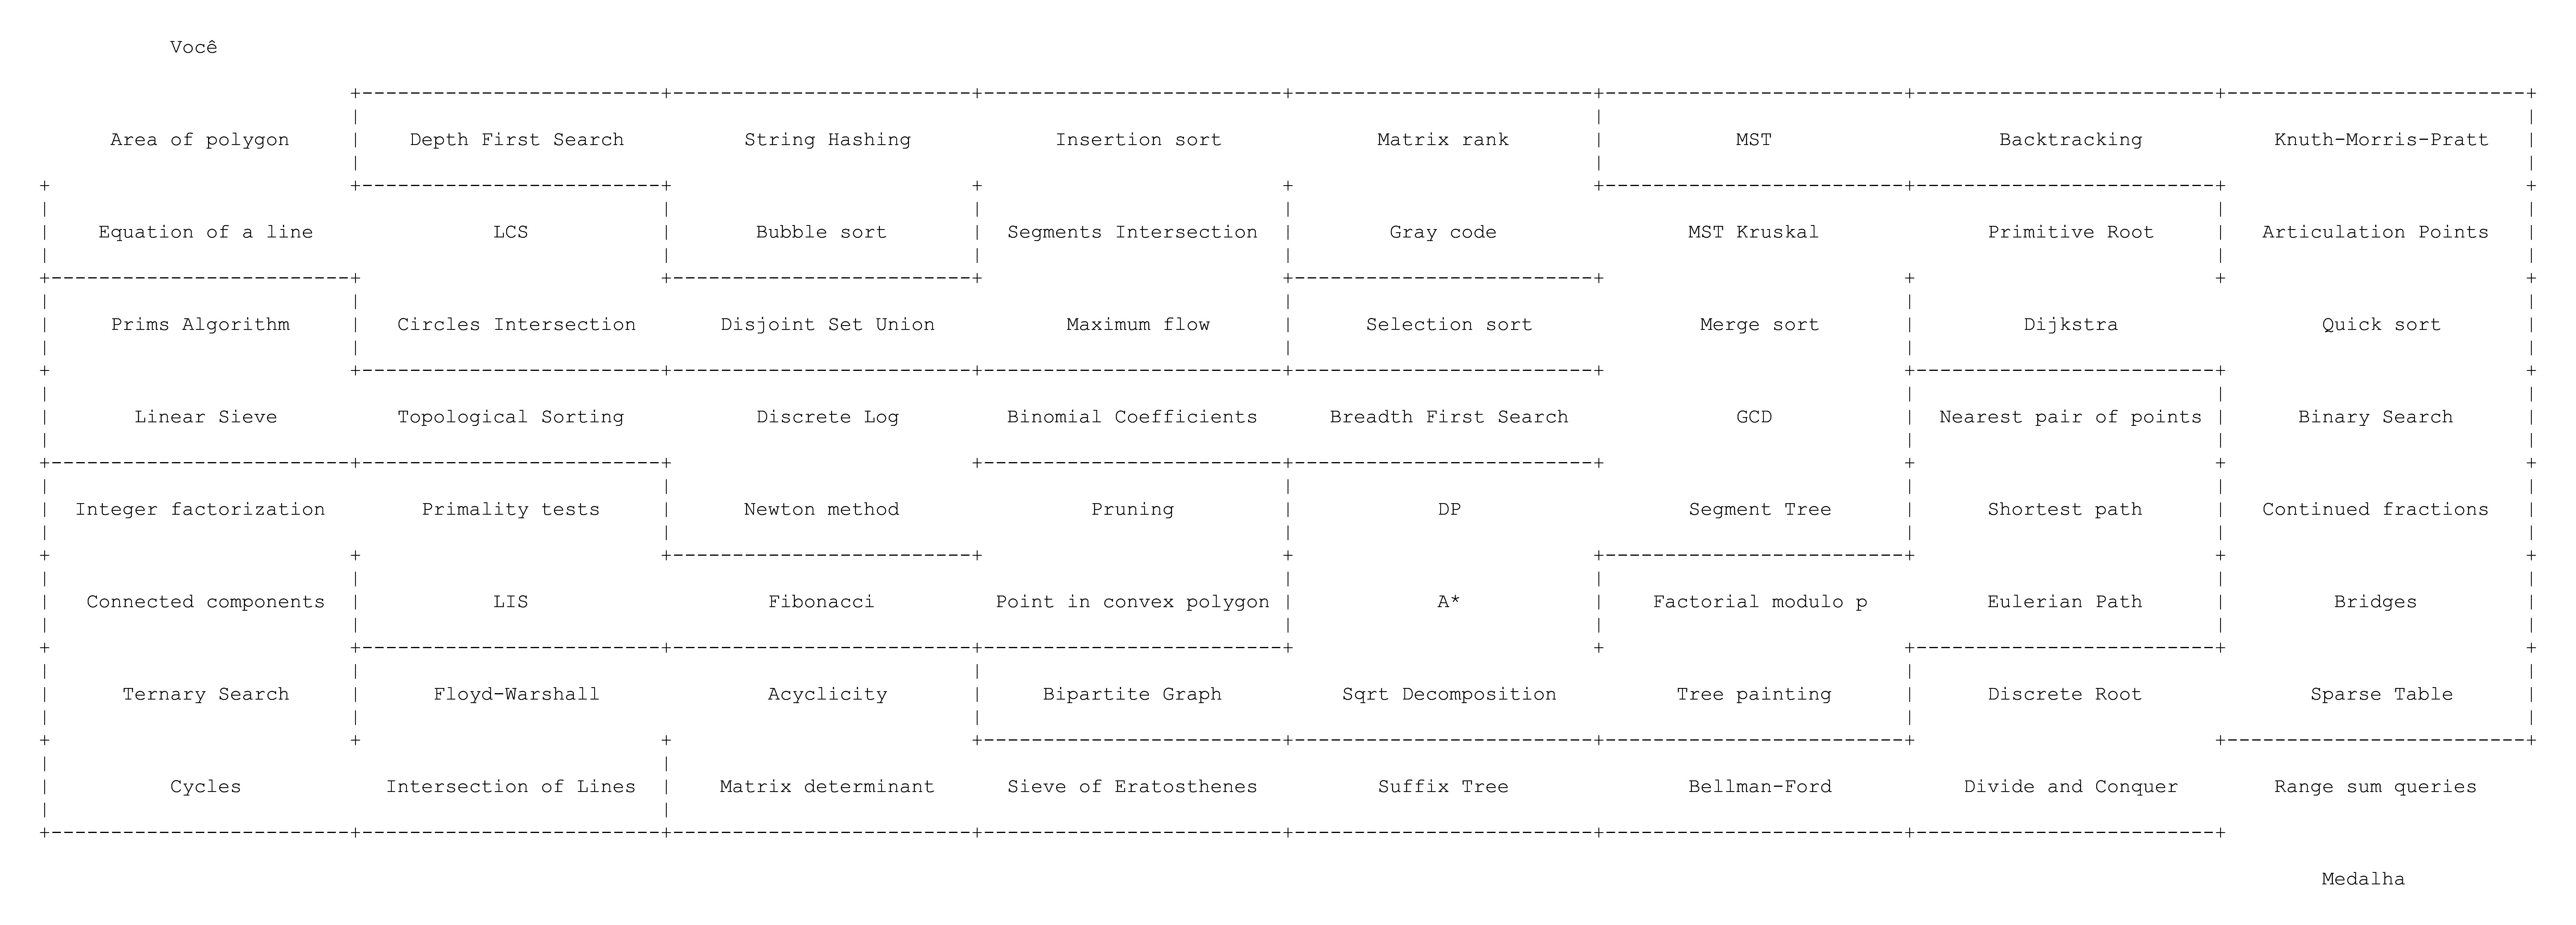 Você
Area of polygon Depth First Search String Hashing Insertion sort Matrix rank MST Backtracking Knuth-Morris-Pratt
Equation of a line LCS Bubble sort Segments Intersection Gray code MST Kruskal Primitive Root Articulation Points
Prims Algorithm Circles Intersection Disjoint Set Union Maximum flow Selection sort Merge sort Dijkstra Quick sort
Linear Sieve Topological Sorting Discrete Log Binomial Coefficients Breadth First Search GCD Nearest pair of points Binary Search
Integer factorization Primality tests Newton method Pruning DP Segment Tree Shortest path Continued fractions
Connected components LIS Fibonacci Point in convex polygon A* Factorial modulo p Eulerian Path Bridges
Ternary Search Floyd-Warshall Acyclicity Bipartite Graph Sqrt Decomposition Tree painting Discrete Root Sparse Table
Cycles Intersection of Lines Matrix determinant Sieve of Eratosthenes Suffix Tree Bellman-Ford Divide and Conquer Range sum queries
Medalha